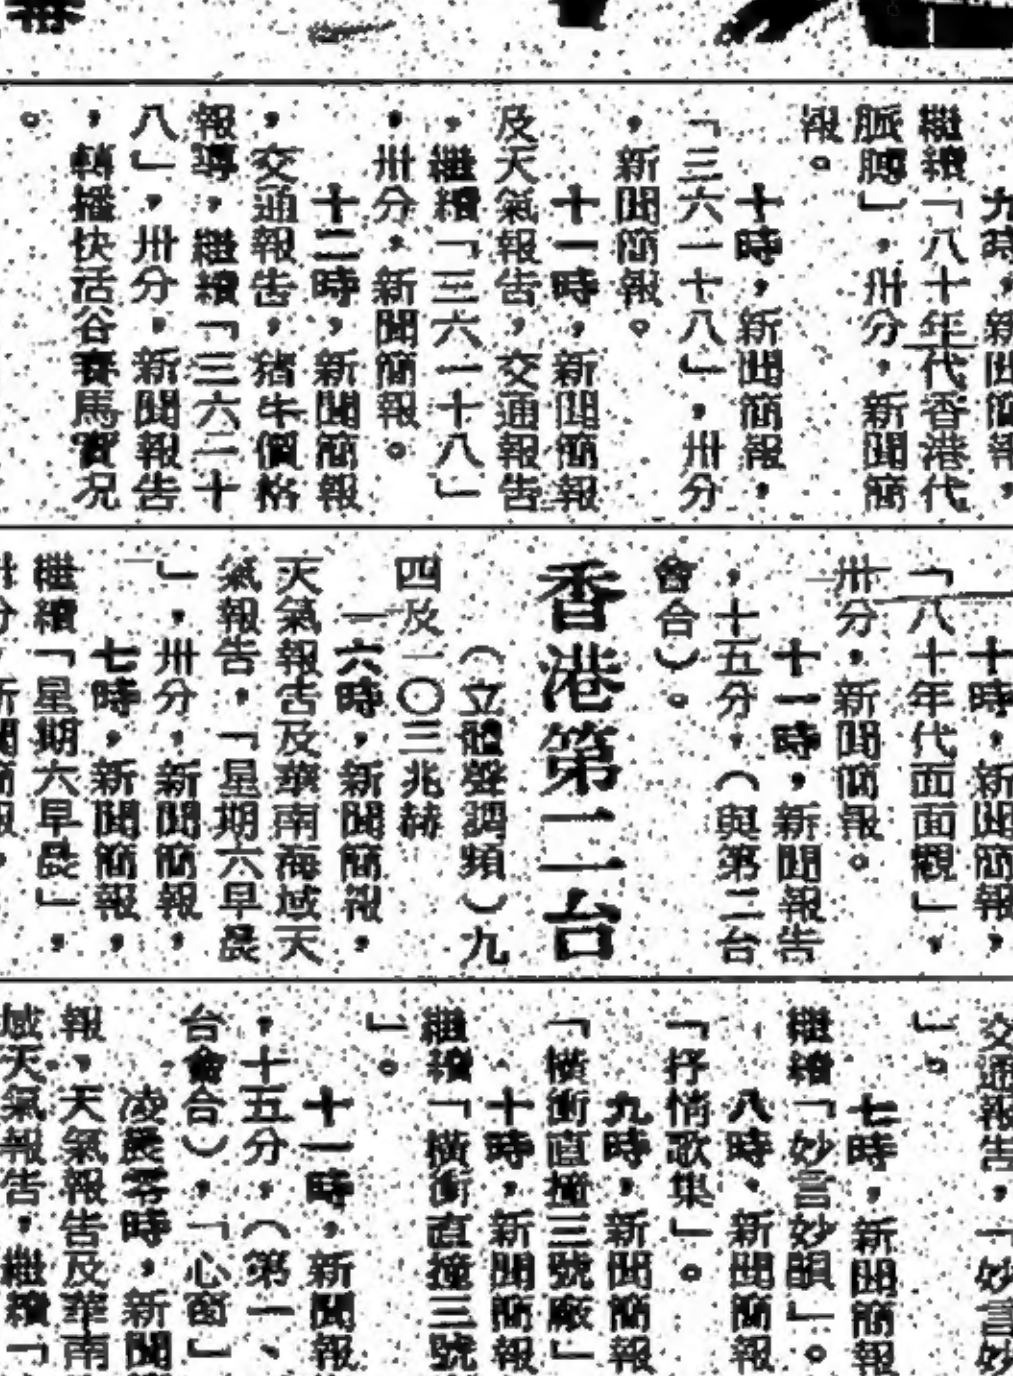 九時，新聞簡報，
繼續「八十年代香港代
脈膊」，卅分，新聞簡
報。
十時，新聞簡報，
「三六一十八」，卅分
，新聞簡報。
十一時，新聞簡報
及天氣報告，交通報告
，繼續「三六一十八」
，卅分，新聞簡報。
十二時，新聞簡報
，交通報告，豬牛價格
報導，繼續「三六二十
八」，卅分，新聞報告
，轉播快活谷賽馬實況
。
十時，新聞簡報，
「八十年代面面觀」，
卅分，新聞簡報。
十一時，新聞報告
，十五分，（與第二台
會合）。
香港第二台
（立體聲調頻）九
四及一〇三兆赫
六時，新聞簡報，
天氣報告及華南海域天
氣報告，「星期六早晨
」，卅分，新聞簡報，
七時，新聞簡報，
繼續「星期六早晨」，
卅分，新聞簡報，
交通報告，「妙言妙
」。
七時，新聞簡報
繼續「妙言妙韻」。
八時、新聞簡報
「抒情歌集」。
九時，新聞簡報
「橫衝直撞三號廠」
十時，新聞簡報
繼續「橫衝直撞三號
」。
十一時，新聞報
，十五分，（第一、
台會合），「心窗」
凌晨零時，新聞
報，天氣報告及華南
域天氣報告，繼續「